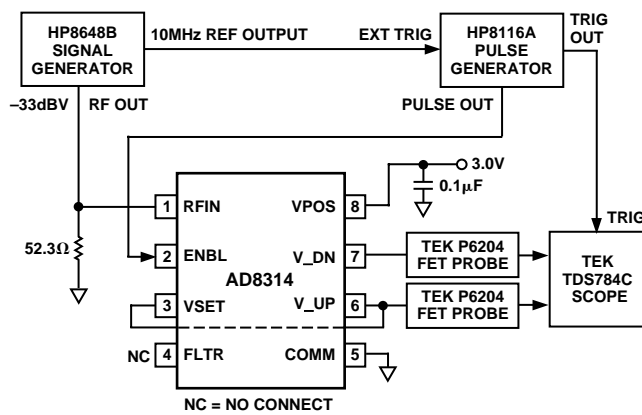 HP8648B
SIGNAL
GENERATOR
10MHz REF OUTPUT
EXT TRIG
HP8116A
PULSE
GENERATOR
TRIG
OUT
–33dBV
RF OUT
PULSE OUT
3.0V
0.1μF
52.3Ω
1
RFIN
VPOS
8
2
ENBL
V_DN
7
AD8314
3
VSET
V_UP
6
NC
4
FLTR
COMM
5
TEK P6204
FET PROBE
TEK P6204
FET PROBE
TRIG
TEK
TDS784C
SCOPE
NC = NO CONNECT